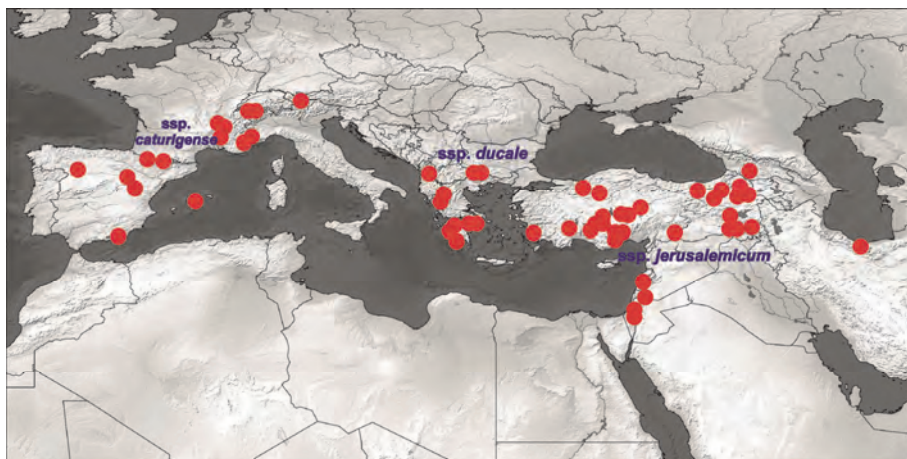 ssp.
caturigense
ssp. ducale
ssp. jerusalemicum